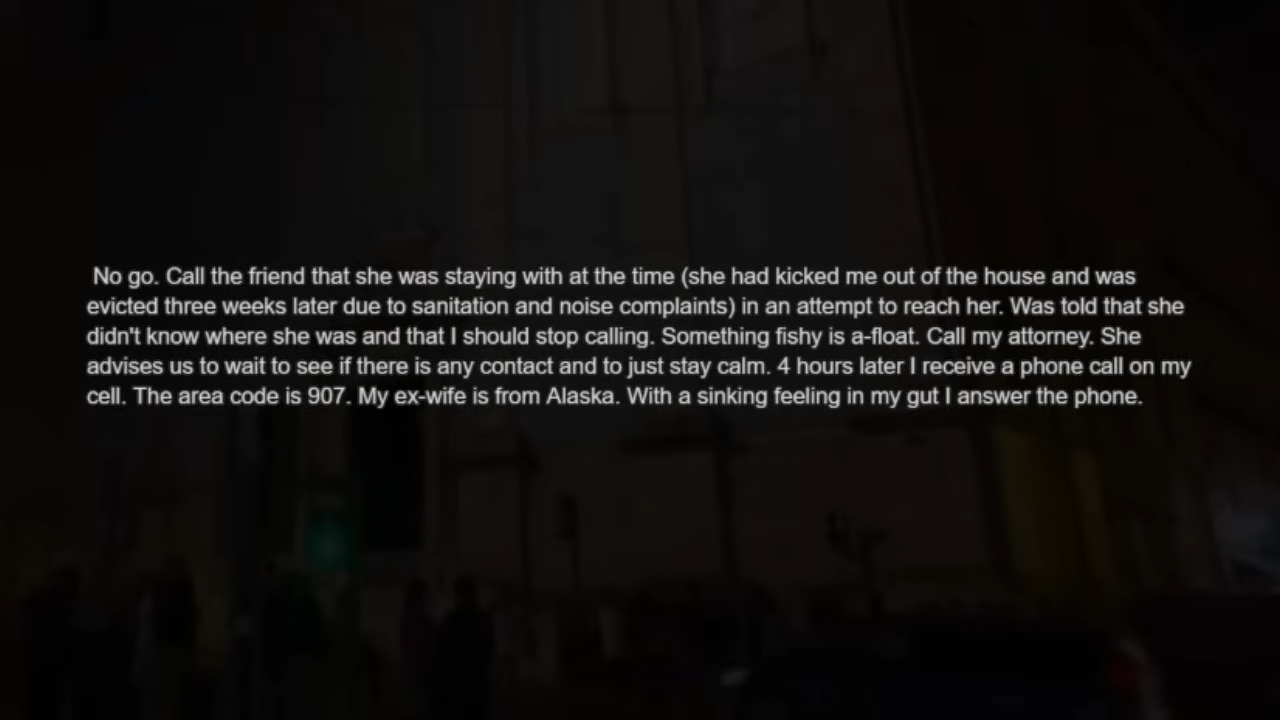 No go. Call the friend that she was staying with at the time (she had kicked me out of the house and was
evicted three weeks later due to sanitation and noise complaints) in an attempt to reach her. Was told that she
didn't know where she was and that I should stop calling. Something fishy is a-float. Call my attorney. She
advises us to wait to see if there is any contact and to just stay calm. 4 hours later I receive a phone call on my
cell. The area code is 907. My ex-wife is from Alaska. With a sinking feeling in my gut I answer the phone.